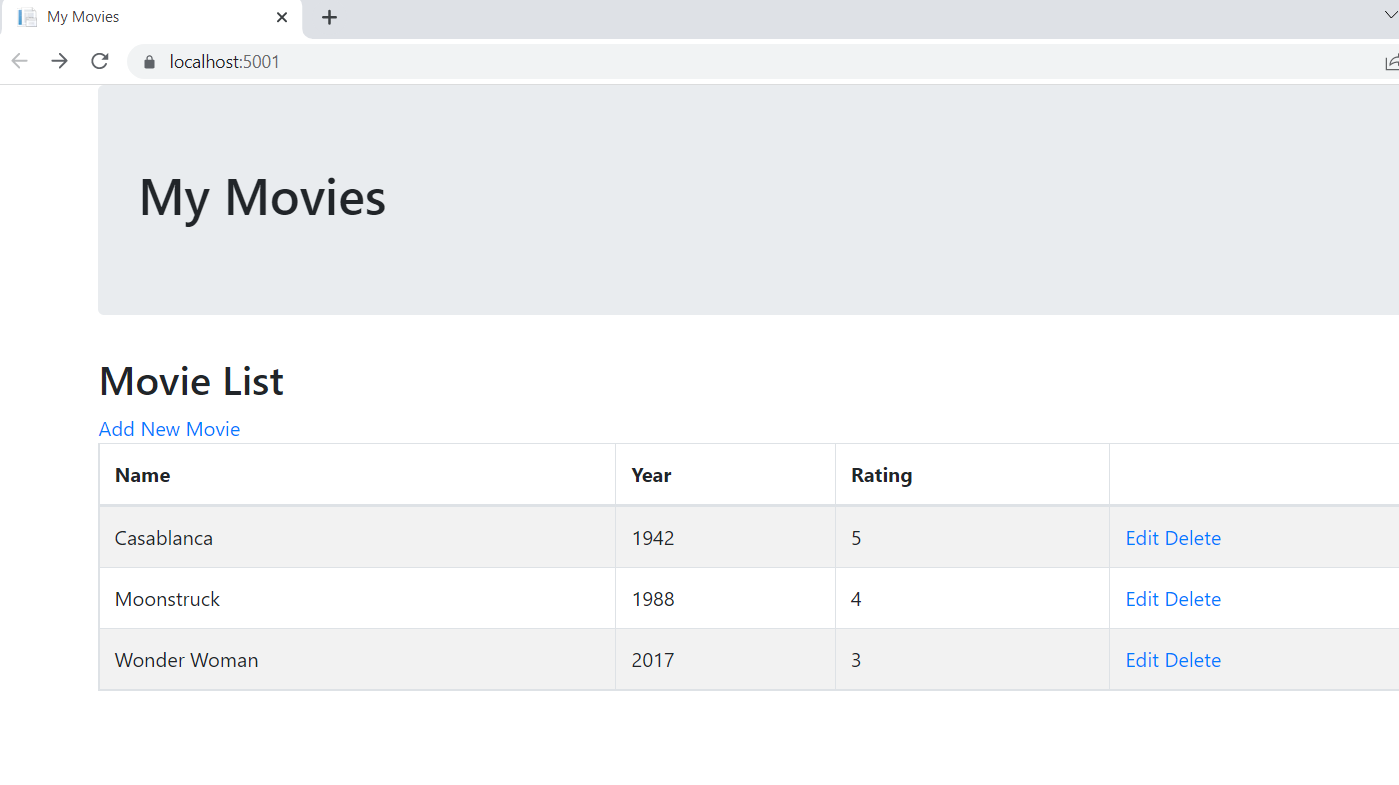 My Movies
localhost:5001
My Movies
Movie List
Add New Movie
Name Year Rating
Casablanca 1942 5 Edit Delete
Moonstruck 1988 4 Edit Delete
Wonder Woman 2017 3 Edit Delete